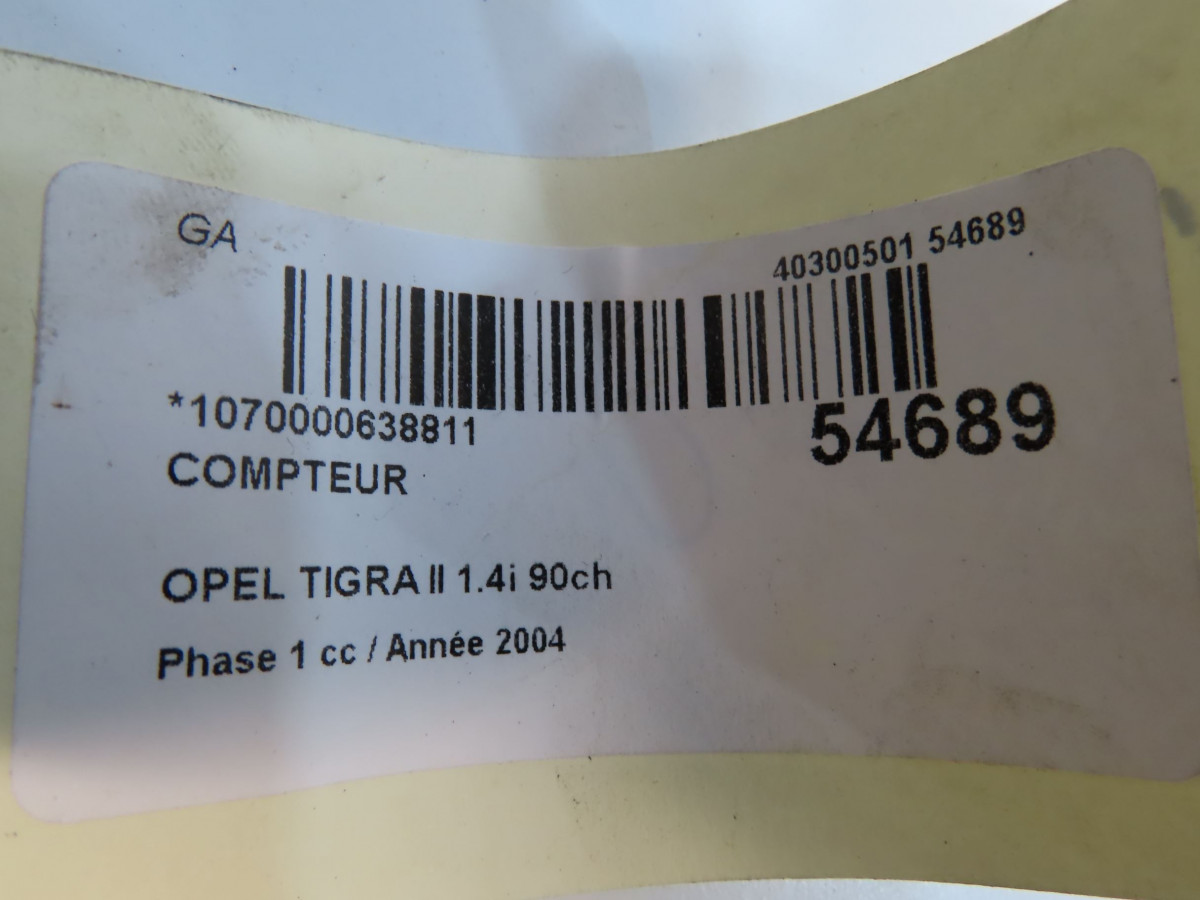 GA
40300501 54689
*1070000638811
54689
COMPTEUR
OPEL TIGRA II 1.4i 90ch
Phase 1 cc / Année 2004